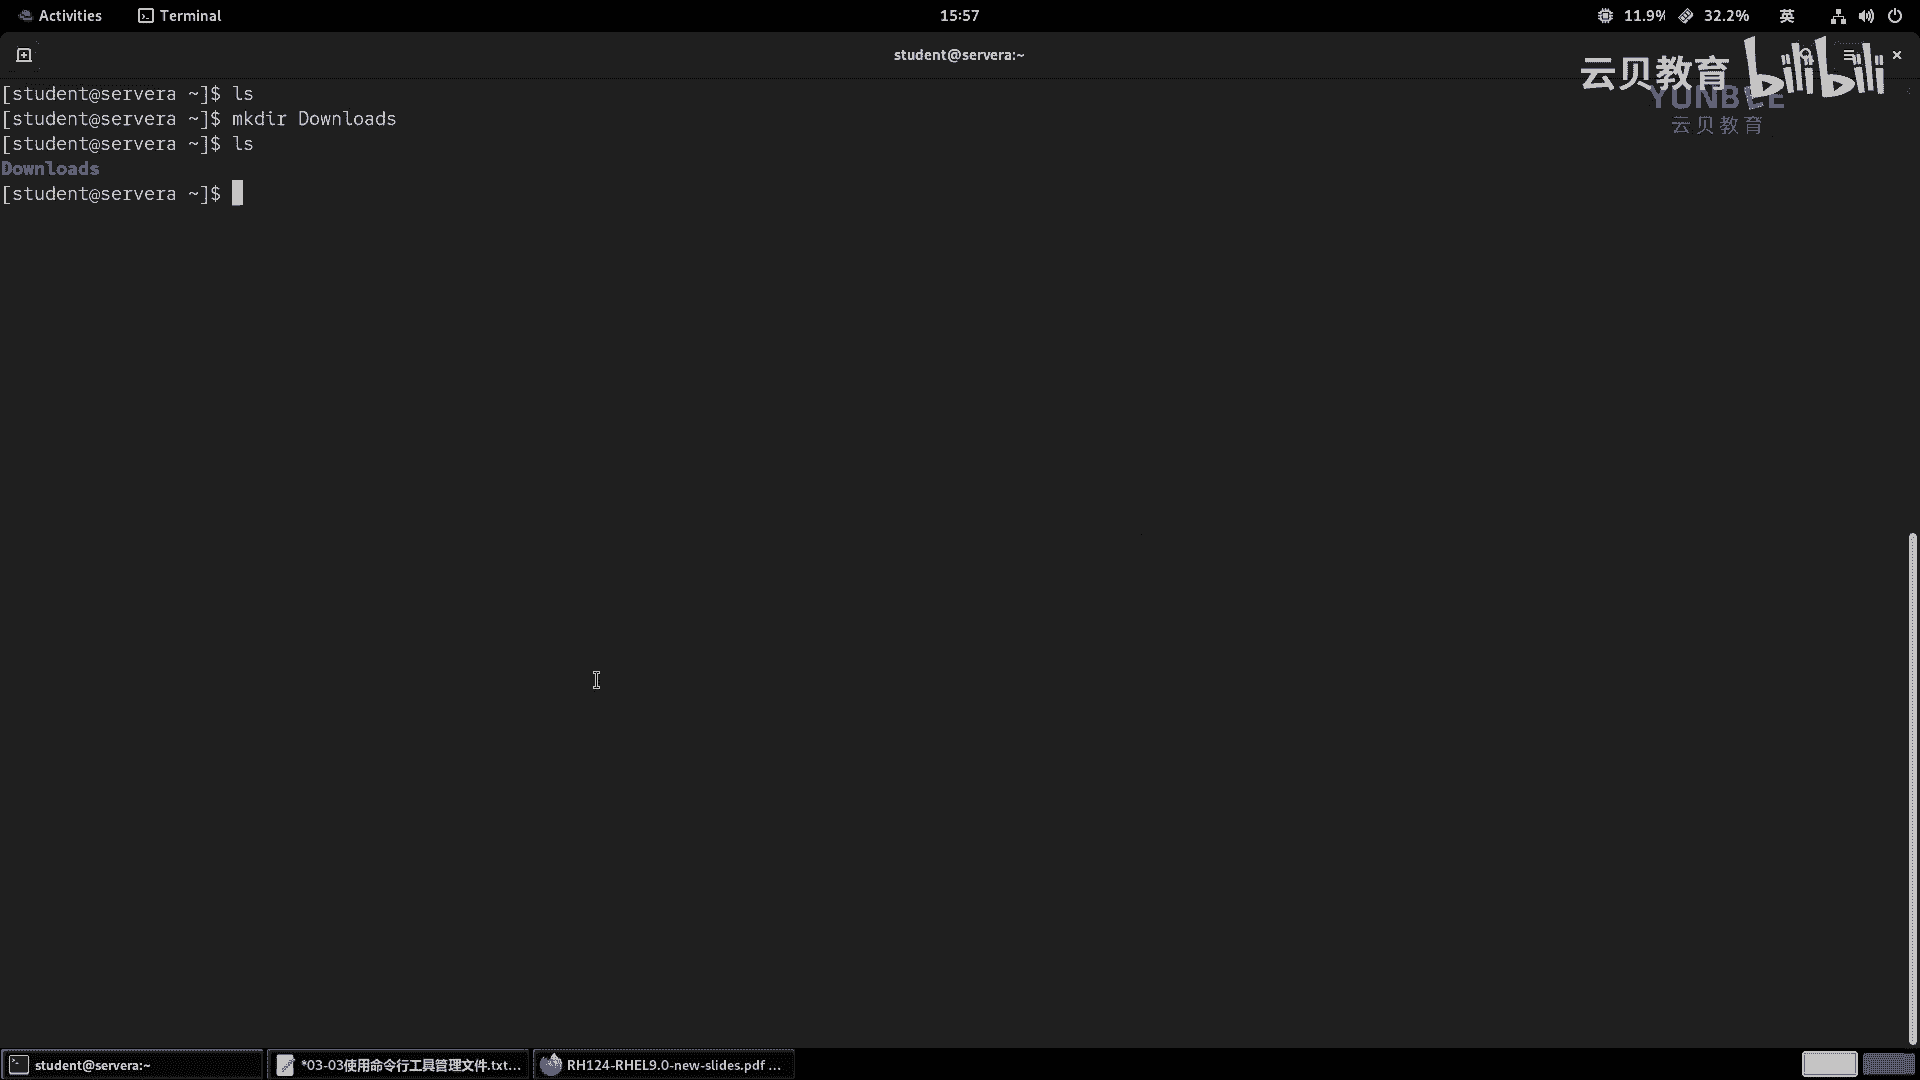 Activities Terminal 15:57 11.9% 32.2% 英
student@servera:~
云贝教育 bilibili
YUNBEE
云贝教育
[student@servera ~]$ ls
[student@servera ~]$ mkdir Downloads
[student@servera ~]$ ls
Downloads
[student@servera ~]$
student@servera:~ *03-03使用命令行工具管理文件.txt... RH124-RHEL9.0-new-slides.pdf ...